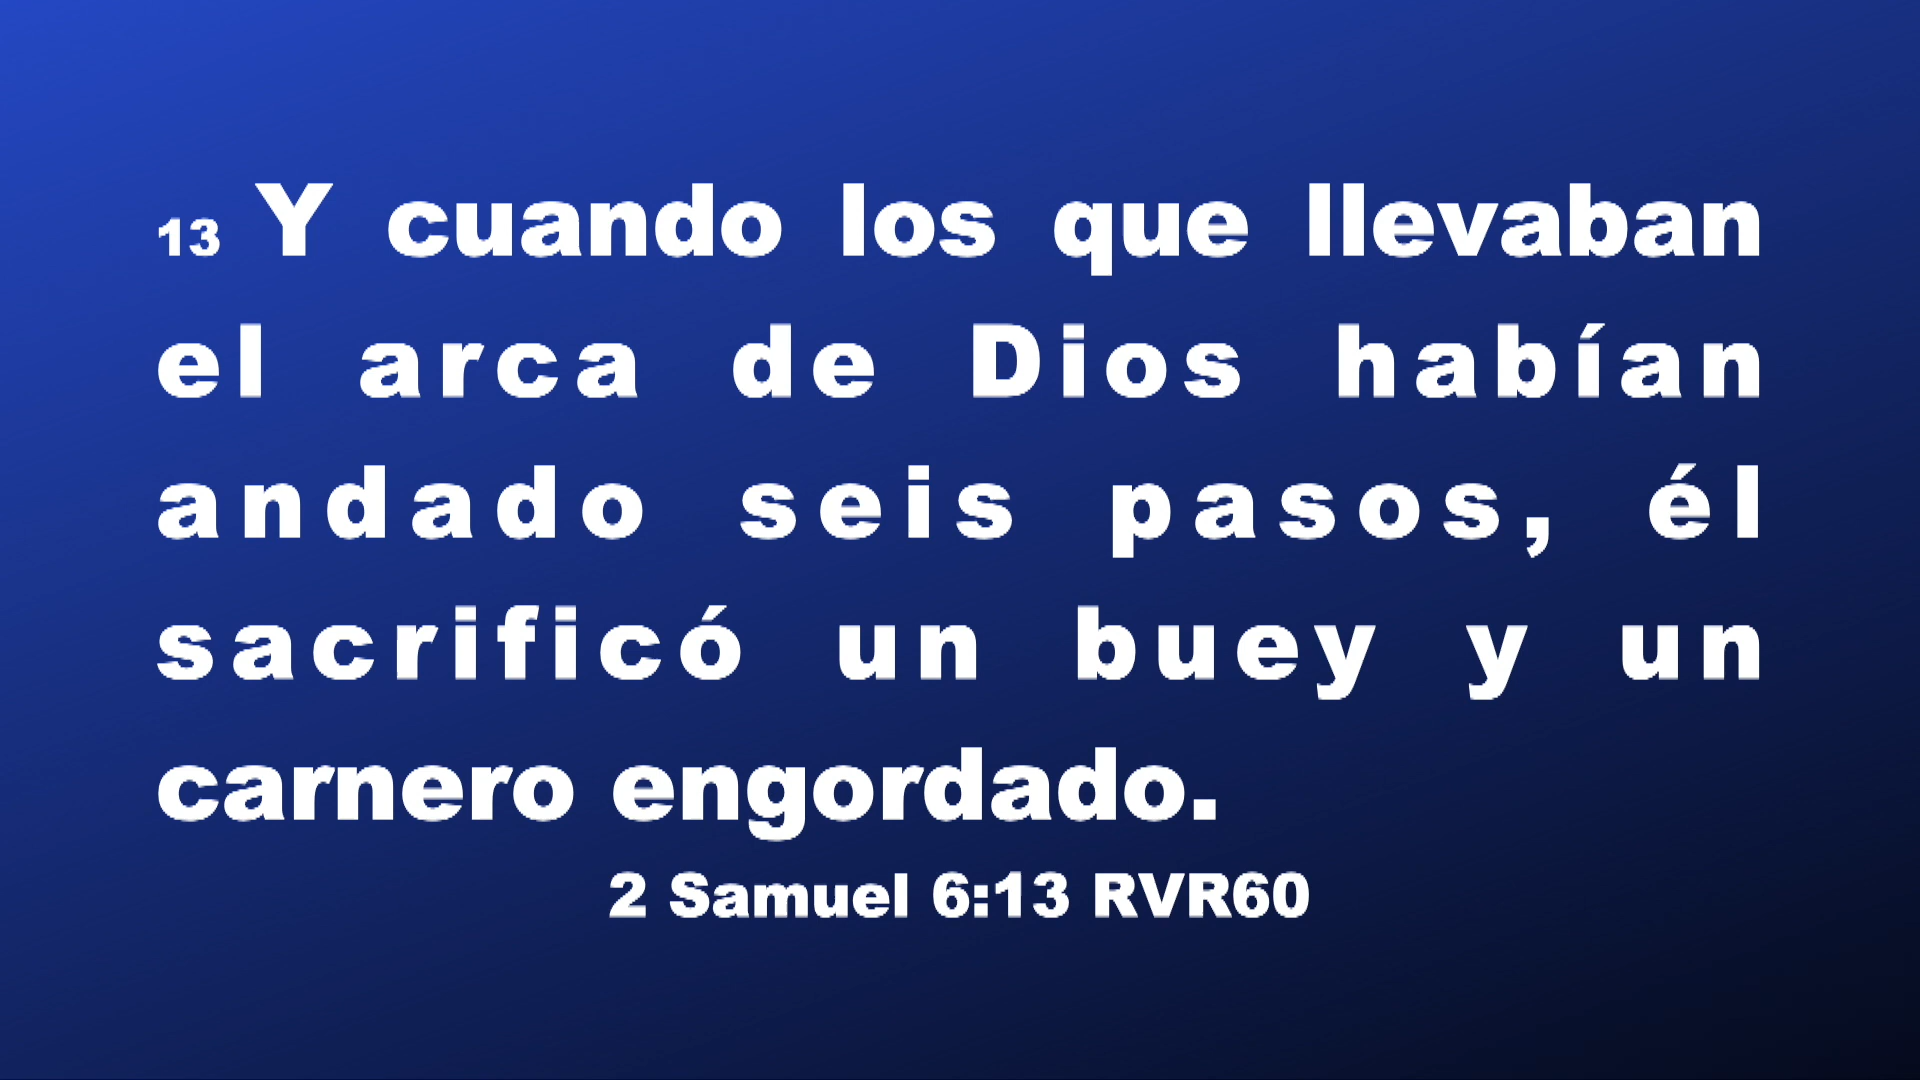 13 Y cuando los que llevaban
el arca de Dios habían
andado seis pasos, él
sacrificó un buey y un
carnero engordado.
2 Samuel 6:13 RVR60